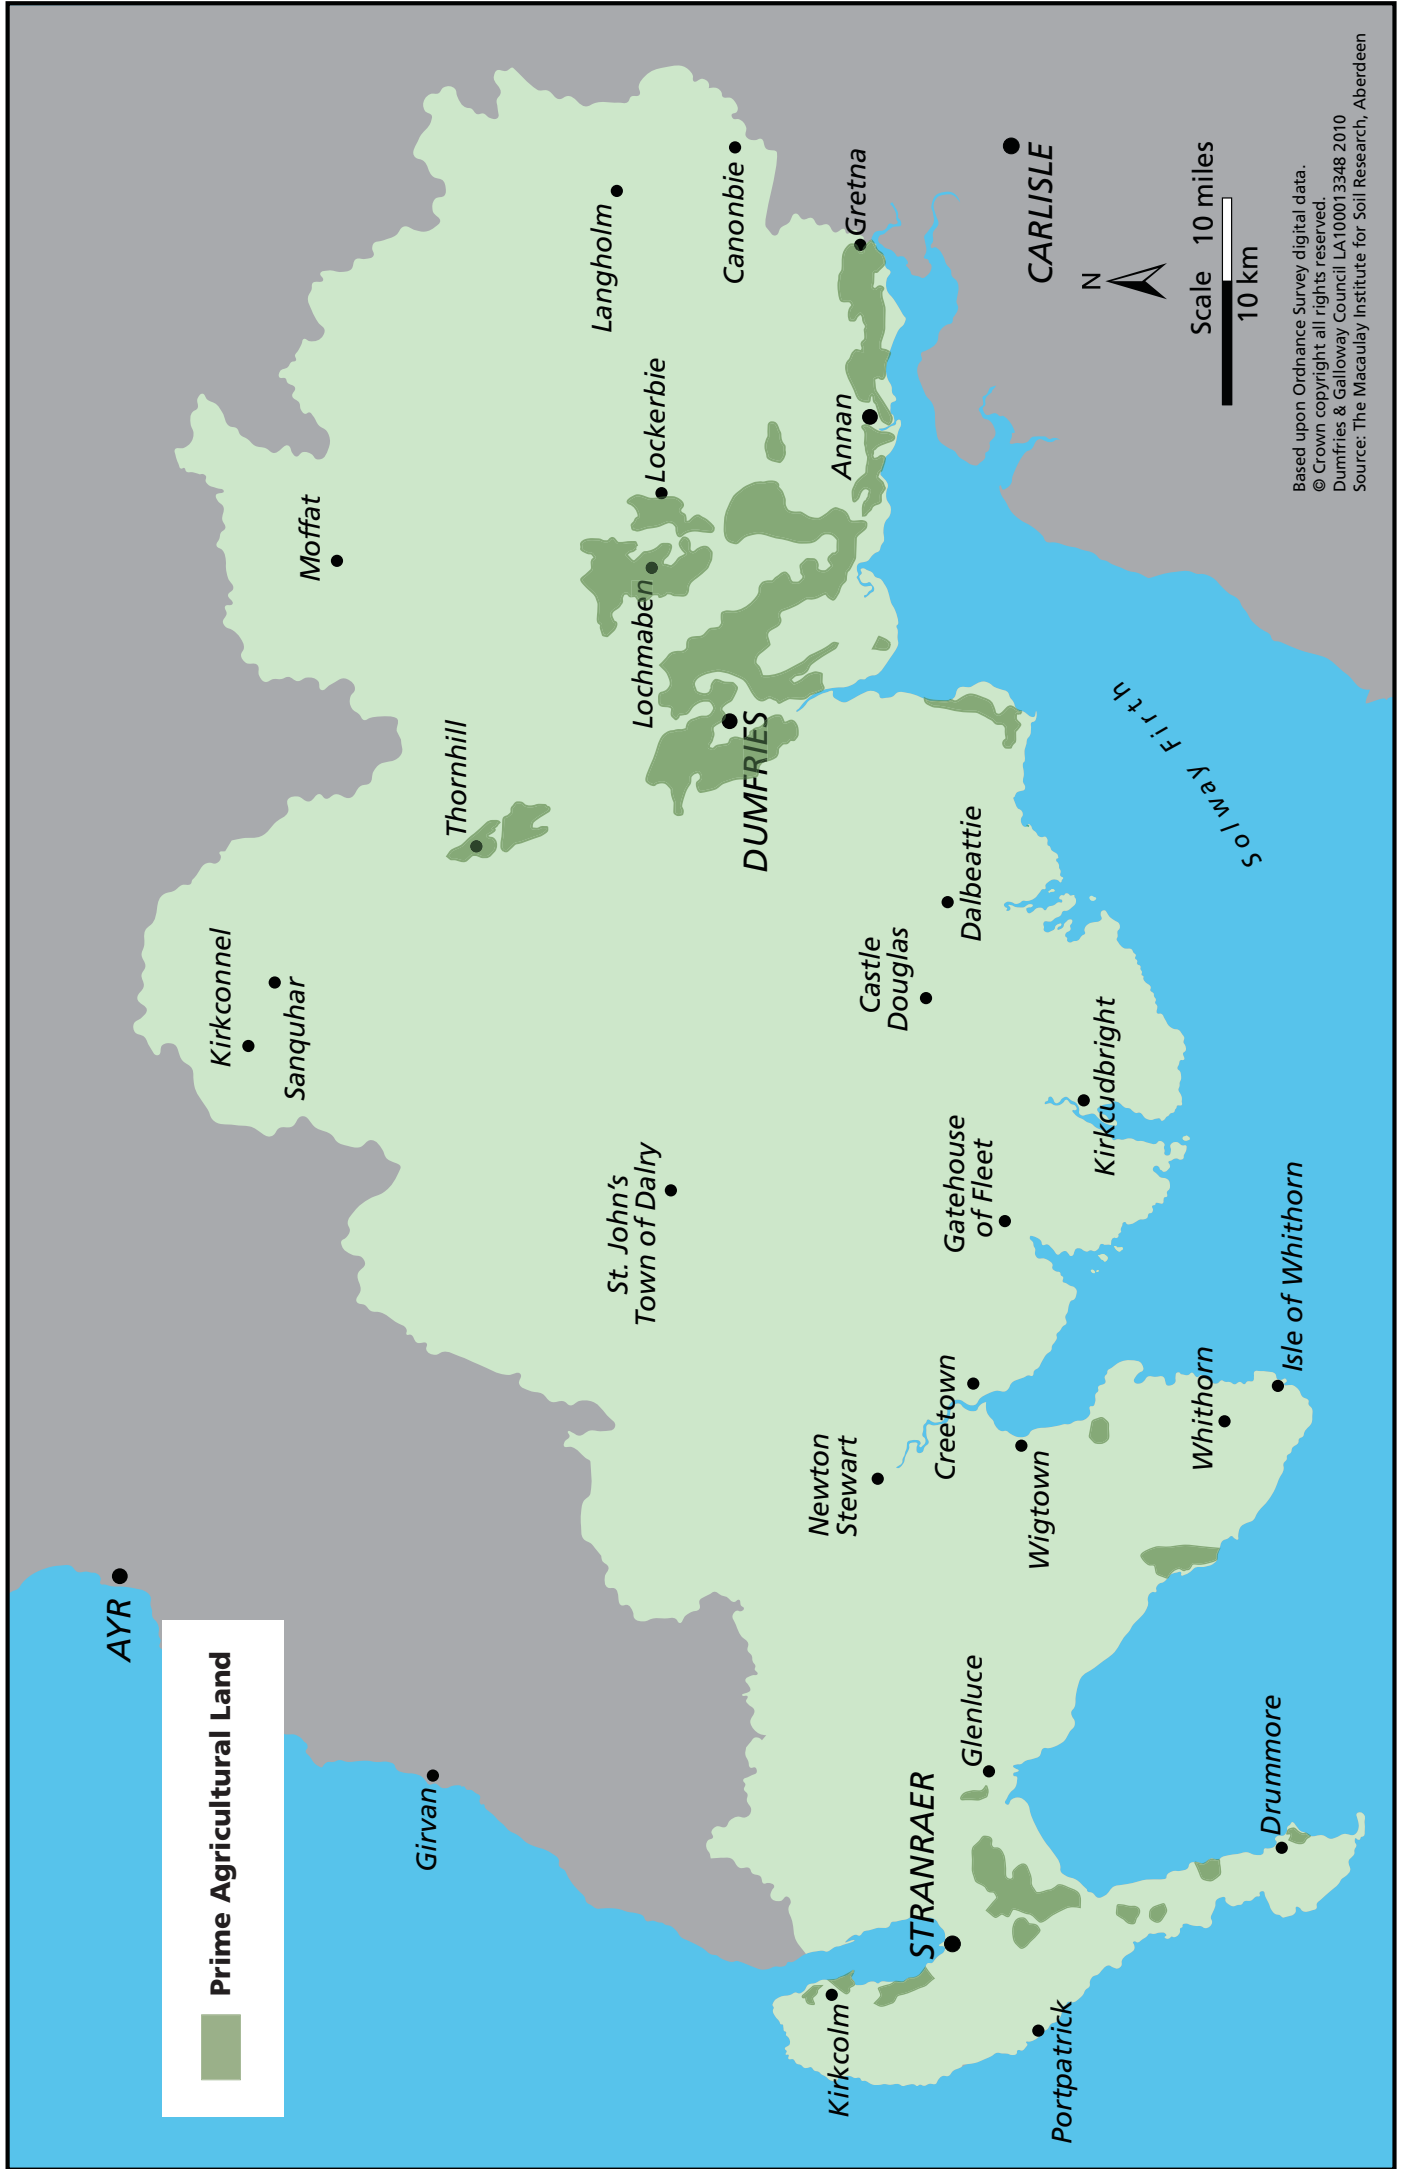 Prime Agricultural Land
AYR
Girvan
Kirkconnel
Sanquhar
Moffat
Thornhill
Langholm
Lockerbie
Lochmaben
Canonbie
St. John's
Town of Dalry
DUMFRIES
Annan
Gretna
Newton
Stewart
Castle
Douglas
Dalbeattie
CARLISLE
STRANRAER
Glenluce
Creetown
Gatehouse
of Fleet
Kirkcolm
Wigtown
Kirkcudbright
Portpatrick
Whithorn
Isle of Whithorn
Drummore
Solway Firth
N
Scale 10 miles
10 km
Based upon Ordnance Survey digital data.
© Crown copyright all rights reserved.
Dumfries & Galloway Council LA100013348 2010
Source: The Macaulay Institute for Soil Research, Aberdeen